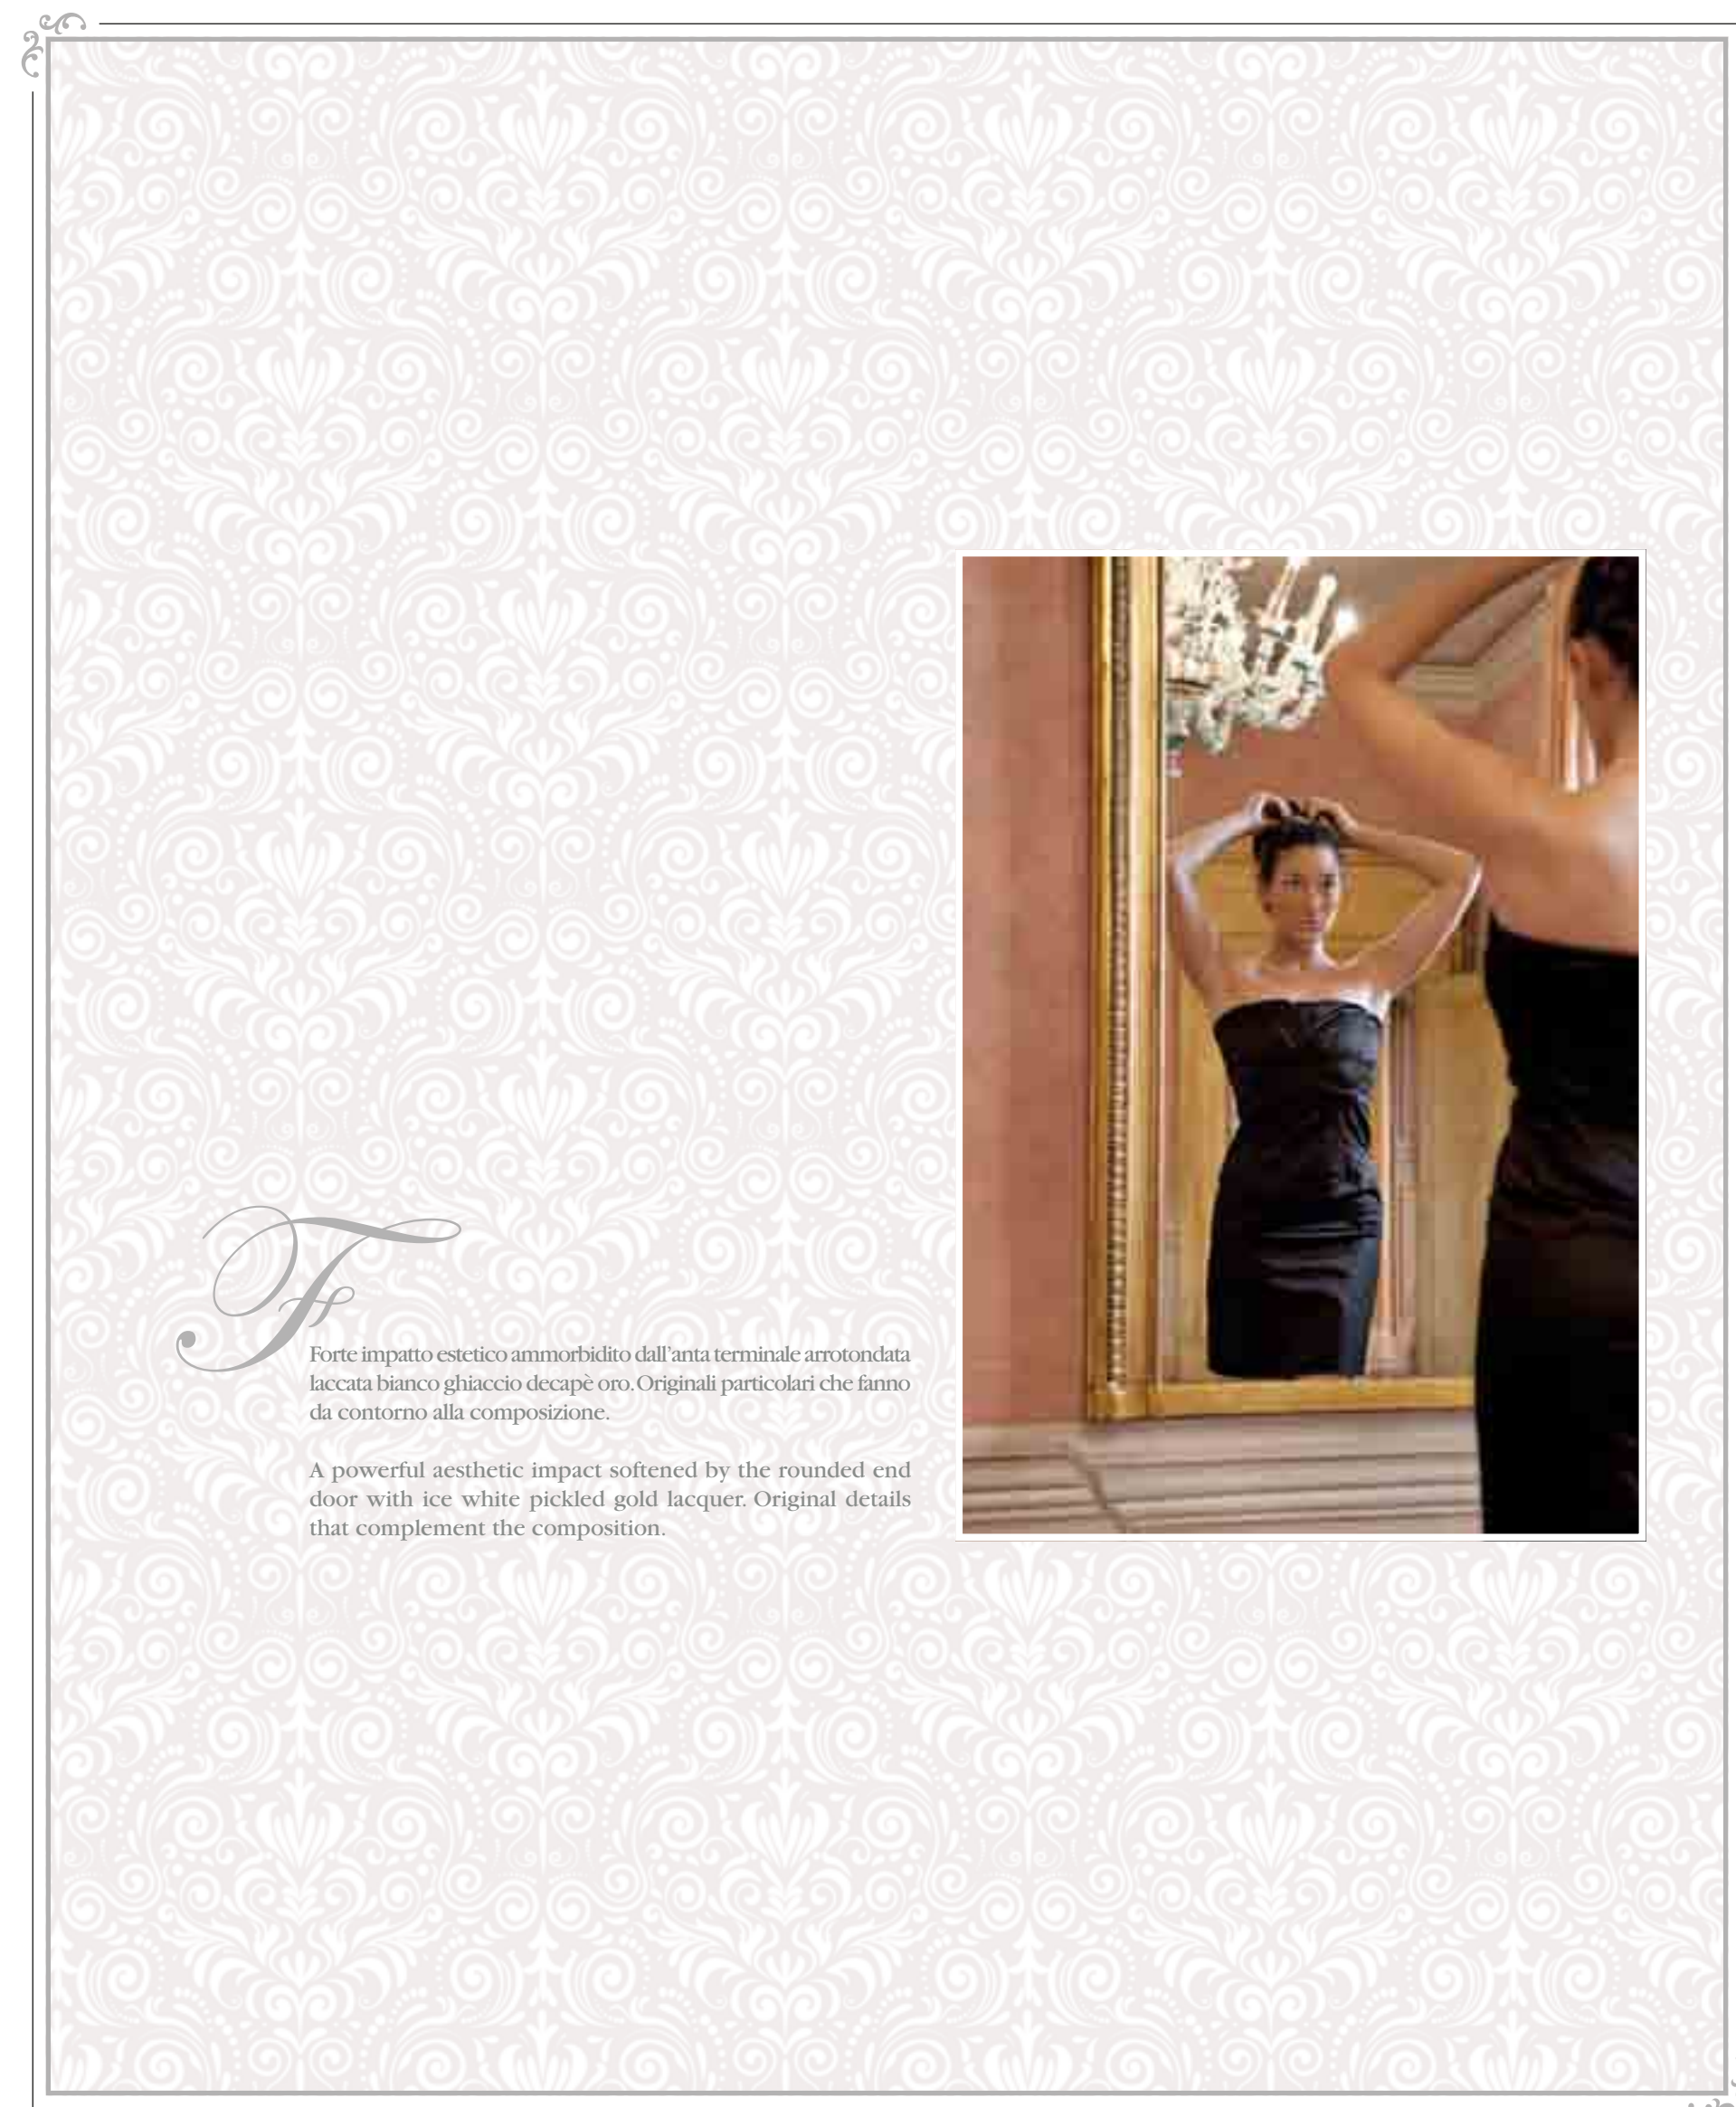 F
Forte impatto estetico ammorbidito dall'anta terminale arrotondata
laccata bianco ghiaccio decapè oro. Originali particolari che fanno
da contorno alla composizione.
A powerful aesthetic impact softened by the rounded end
door with ice white pickled gold lacquer. Original details
that complement the composition.